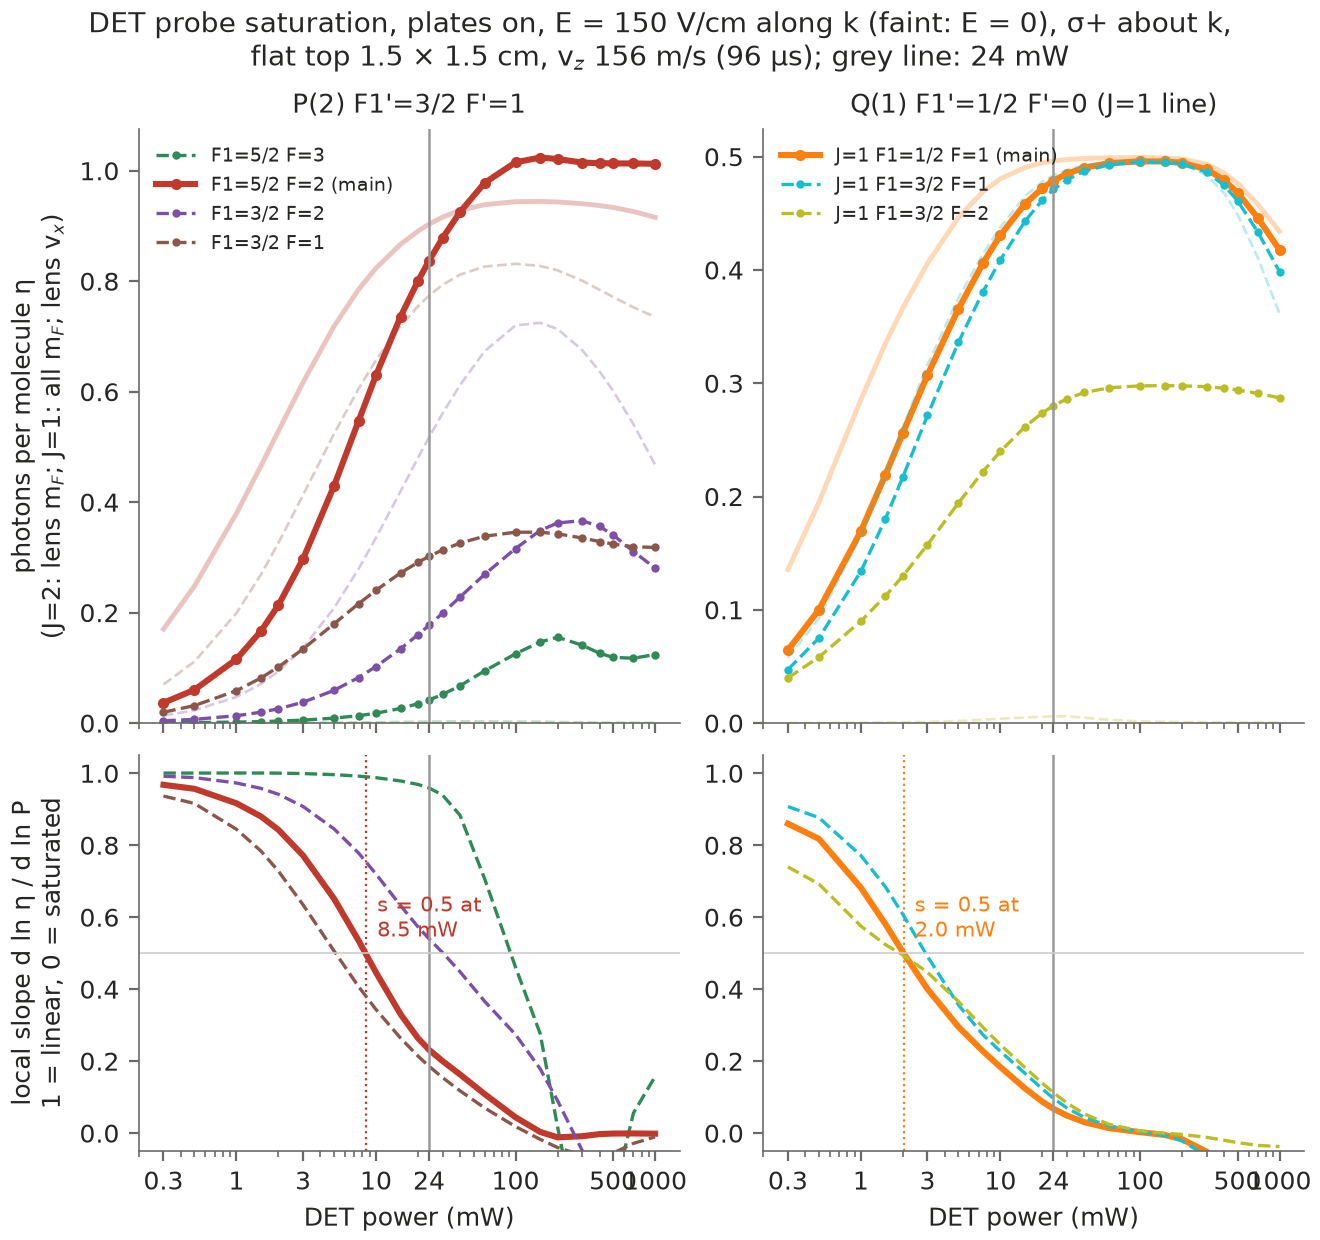 DET probe saturation, plates on, E = 150 V/cm along k (faint: E = 0), σ+ about k,
flat top 1.5 × 1.5 cm, v_z 156 m/s (96 μs); grey line: 24 mW
P(2) F1'=3/2 F'=1
photons per molecule η
(J=2: lens m_F; J=1: all m_F; lens v_x)
1.0
0.8
0.6
0.4
0.2
0.0
F1=5/2 F=3
F1=5/2 F=2 (main)
F1=3/2 F=2
F1=3/2 F=1
Q(1) F1'=1/2 F'=0 (J=1 line)
0.5
0.4
0.3
0.2
0.1
0.0
J=1 F1=1/2 F=1 (main)
J=1 F1=3/2 F=1
J=1 F1=3/2 F=2
local slope d ln η / d ln P
1 = linear, 0 = saturated
1.0
0.8
0.6
0.4
0.2
0.0
s = 0.5 at
8.5 mW
0.3 1 3 10 24 100 500 1000
DET power (mW)
1.0
0.8
0.6
0.4
0.2
0.0
s = 0.5 at
2.0 mW
0.3 1 3 10 24 100 500 1000
DET power (mW)